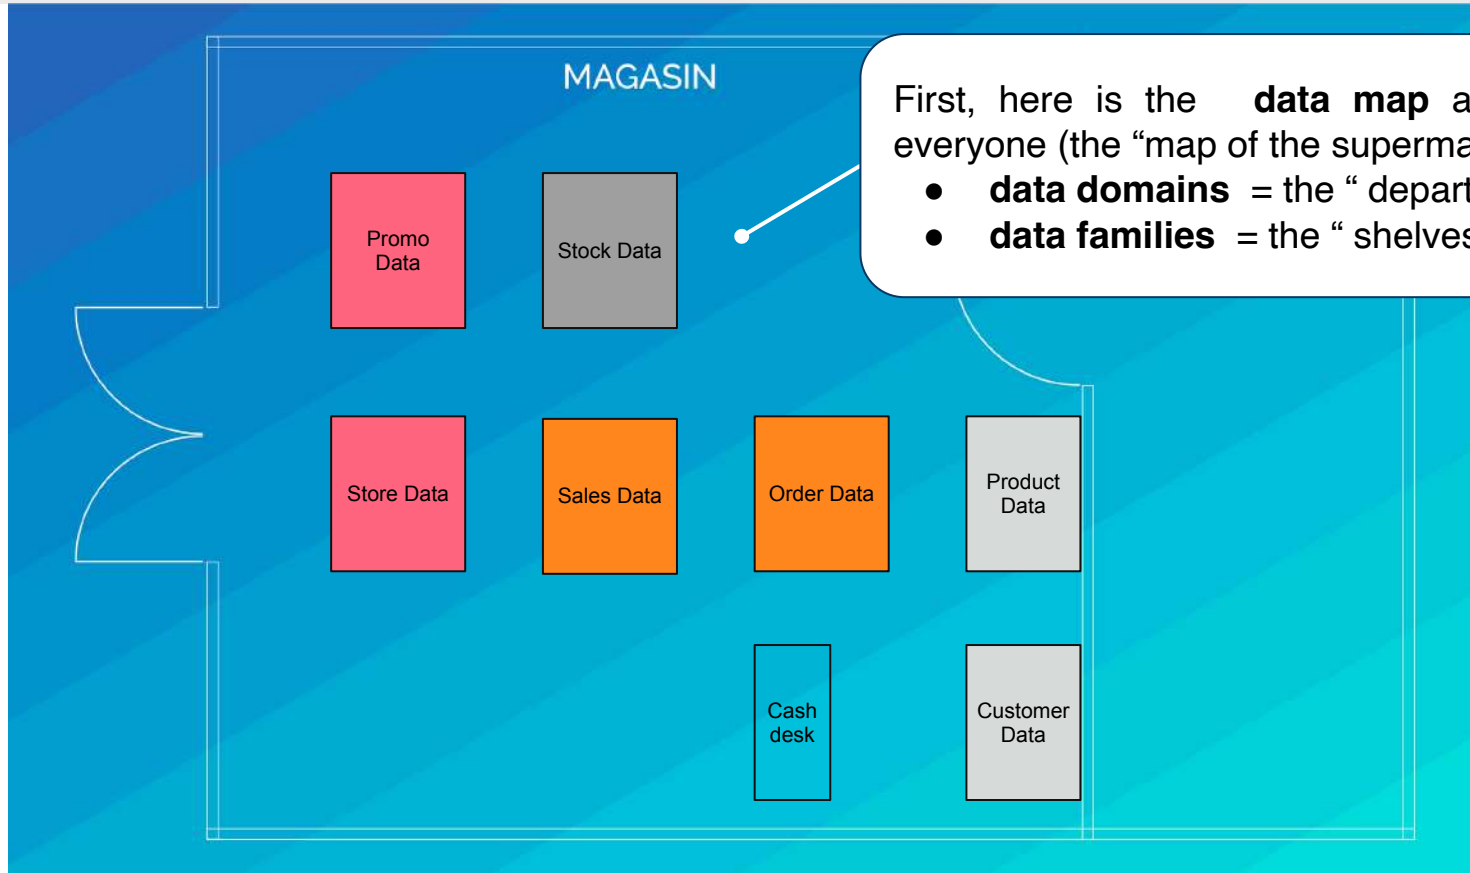 MAGASIN
First, here is the data map a
everyone (the “map of the superma
● data domains = the “ depart
● data families = the “ shelves
Promo
Data
Stock Data
Store Data
Sales Data
Order Data
Product
Data
Cash
desk
Customer
Data